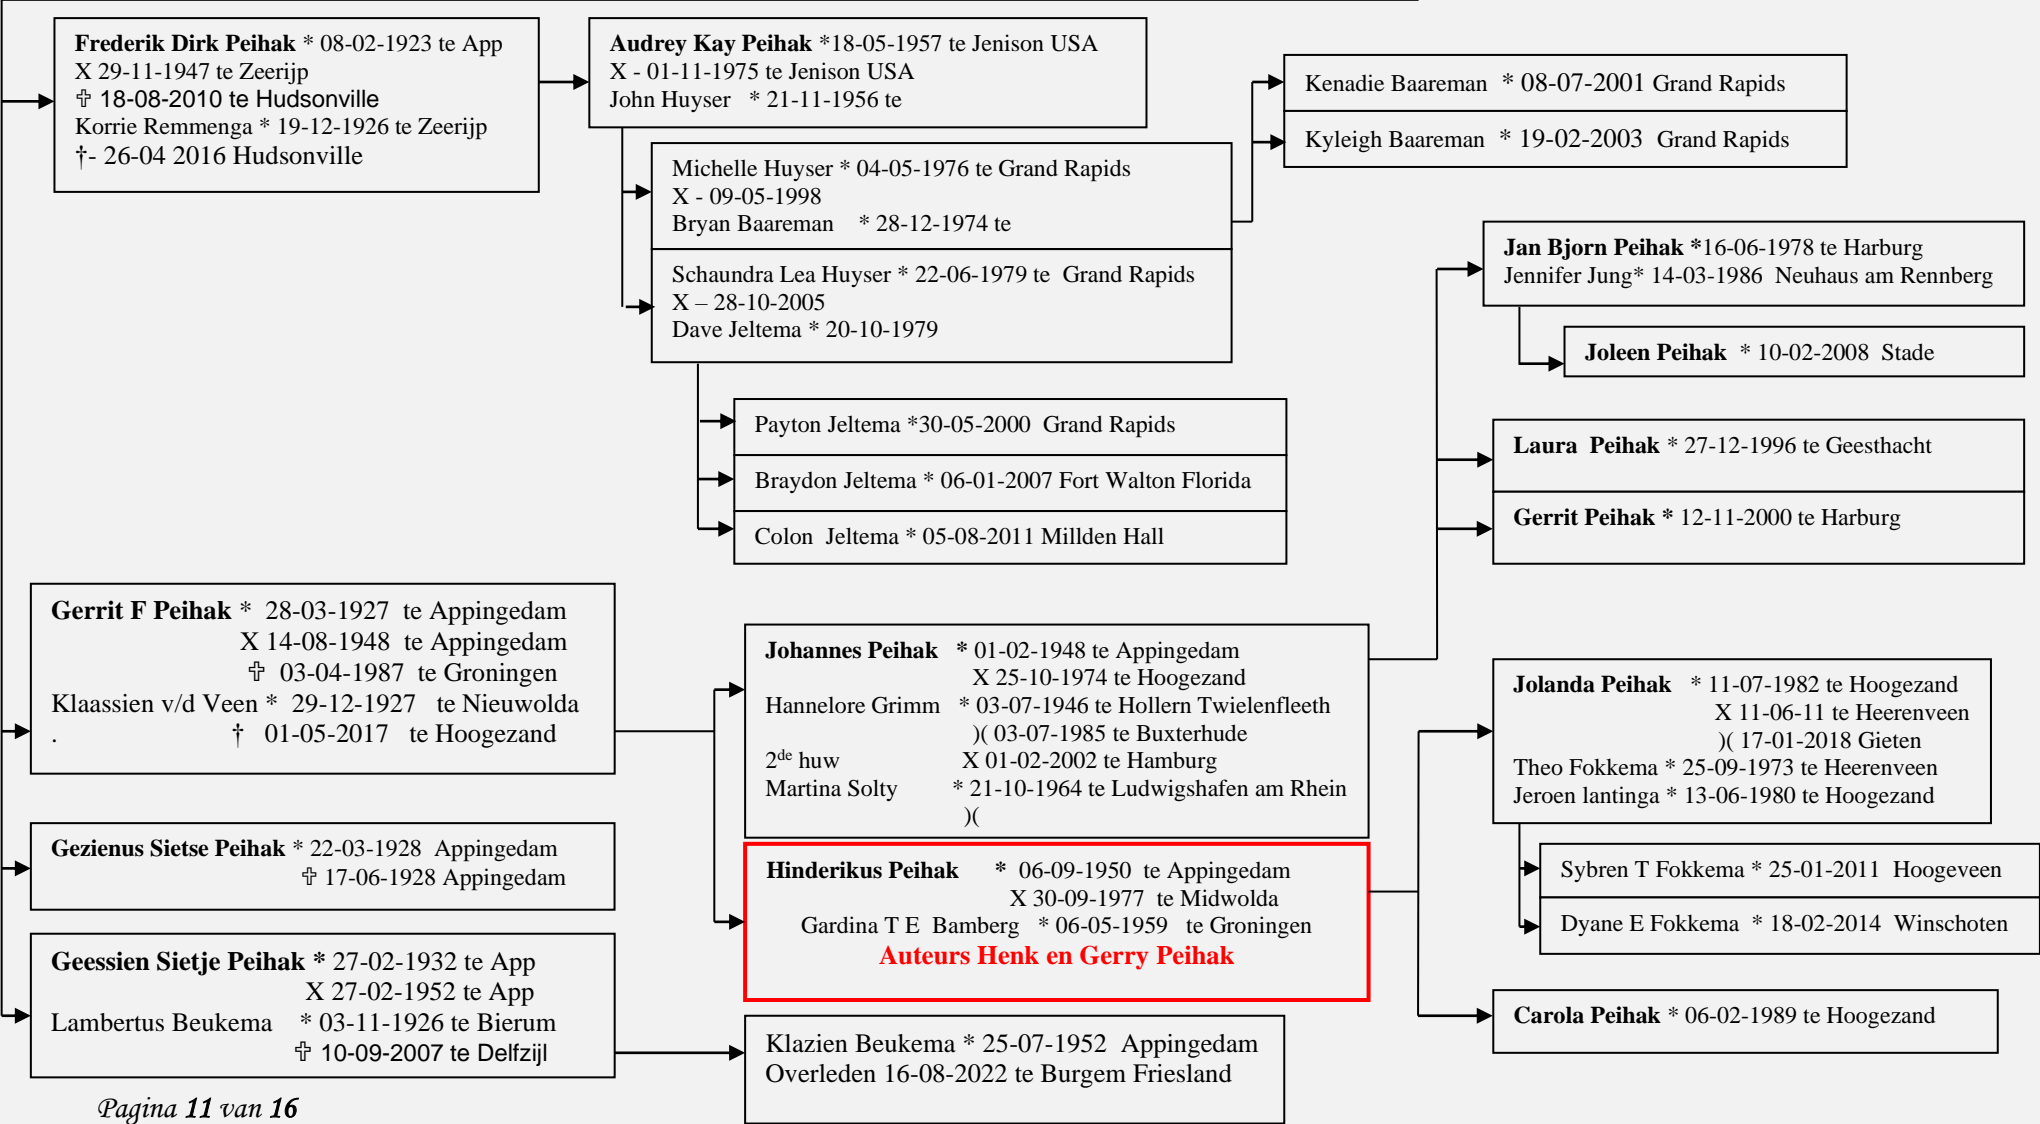 Frederik Dirk Peihak * 08-02-1923 te App
X 29-11-1947 te Zeerijp
✞ 18-08-2010 te Hudsonville
Korrie Remmenga * 19-12-1926 te Zeerijp
†- 26-04 2016 Hudsonville
Audrey Kay Peihak *18-05-1957 te Jenison USA
X - 01-11-1975 te Jenison USA
John Huyser * 21-11-1956 te
Kenadie Baareman * 08-07-2001 Grand Rapids
Kyleigh Baareman * 19-02-2003 Grand Rapids
Michelle Huyser * 04-05-1976 te Grand Rapids
X - 09-05-1998
Bryan Baareman * 28-12-1974 te
Schaundra Lea Huyser * 22-06-1979 te Grand Rapids
X – 28-10-2005
Dave Jeltema * 20-10-1979
Payton Jeltema *30-05-2000 Grand Rapids
Braydon Jeltema * 06-01-2007 Fort Walton Florida
Colon Jeltema * 05-08-2011 Millden Hall
Jan Bjorn Peihak *16-06-1978 te Harburg
Jennifer Jung* 14-03-1986 Neuhaus am Rennberg
Joleen Peihak * 10-02-2008 Stade
Laura Peihak * 27-12-1996 te Geesthacht
Gerrit Peihak * 12-11-2000 te Harburg
Gerrit F Peihak * 28-03-1927 te Appingedam
X 14-08-1948 te Appingedam
✞ 03-04-1987 te Groningen
Klaassien v/d Veen * 29-12-1927 te Nieuwolda
. † 01-05-2017 te Hoogezand
Johannes Peihak * 01-02-1948 te Appingedam
X 25-10-1974 te Hoogezand
Hannelore Grimm * 03-07-1946 te Hollern Twielenfleeth
)( 03-07-1985 te Buxterhude
2de huw X 01-02-2002 te Hamburg
Martina Solty * 21-10-1964 te Ludwigshafen am Rhein
)(
Jolanda Peihak * 11-07-1982 te Hoogezand
X 11-06-11 te Heerenveen
)( 17-01-2018 Gieten
Theo Fokkema * 25-09-1973 te Heerenveen
Jeroen lantinga * 13-06-1980 te Hoogezand
Sybren T Fokkema * 25-01-2011 Hoogeveen
Dyane E Fokkema * 18-02-2014 Winschoten
Gezienus Sietse Peihak * 22-03-1928 Appingedam
✞ 17-06-1928 Appingedam
Hinderikus Peihak * 06-09-1950 te Appingedam
X 30-09-1977 te Midwolda
Gardina T E Bamberg * 06-05-1959 te Groningen
Auteurs Henk en Gerry Peihak
Geessien Sietje Peihak * 27-02-1932 te App
X 27-02-1952 te App
Lambertus Beukema * 03-11-1926 te Bierum
✞ 10-09-2007 te Delfzijl
Carola Peihak * 06-02-1989 te Hoogezand
Klazien Beukema * 25-07-1952 Appingedam
Overleden 16-08-2022 te Burgem Friesland
Pagina 11 van 16